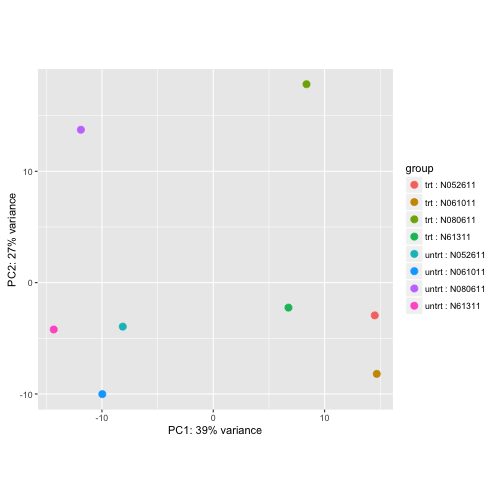 PC2: 27% variance
10
0
-10
-10
0
10
PC1: 39% variance
group
trt : N052611
trt : N061011
trt : N080611
trt : N61311
untrt : N052611
untrt : N061011
untrt : N080611
untrt : N61311